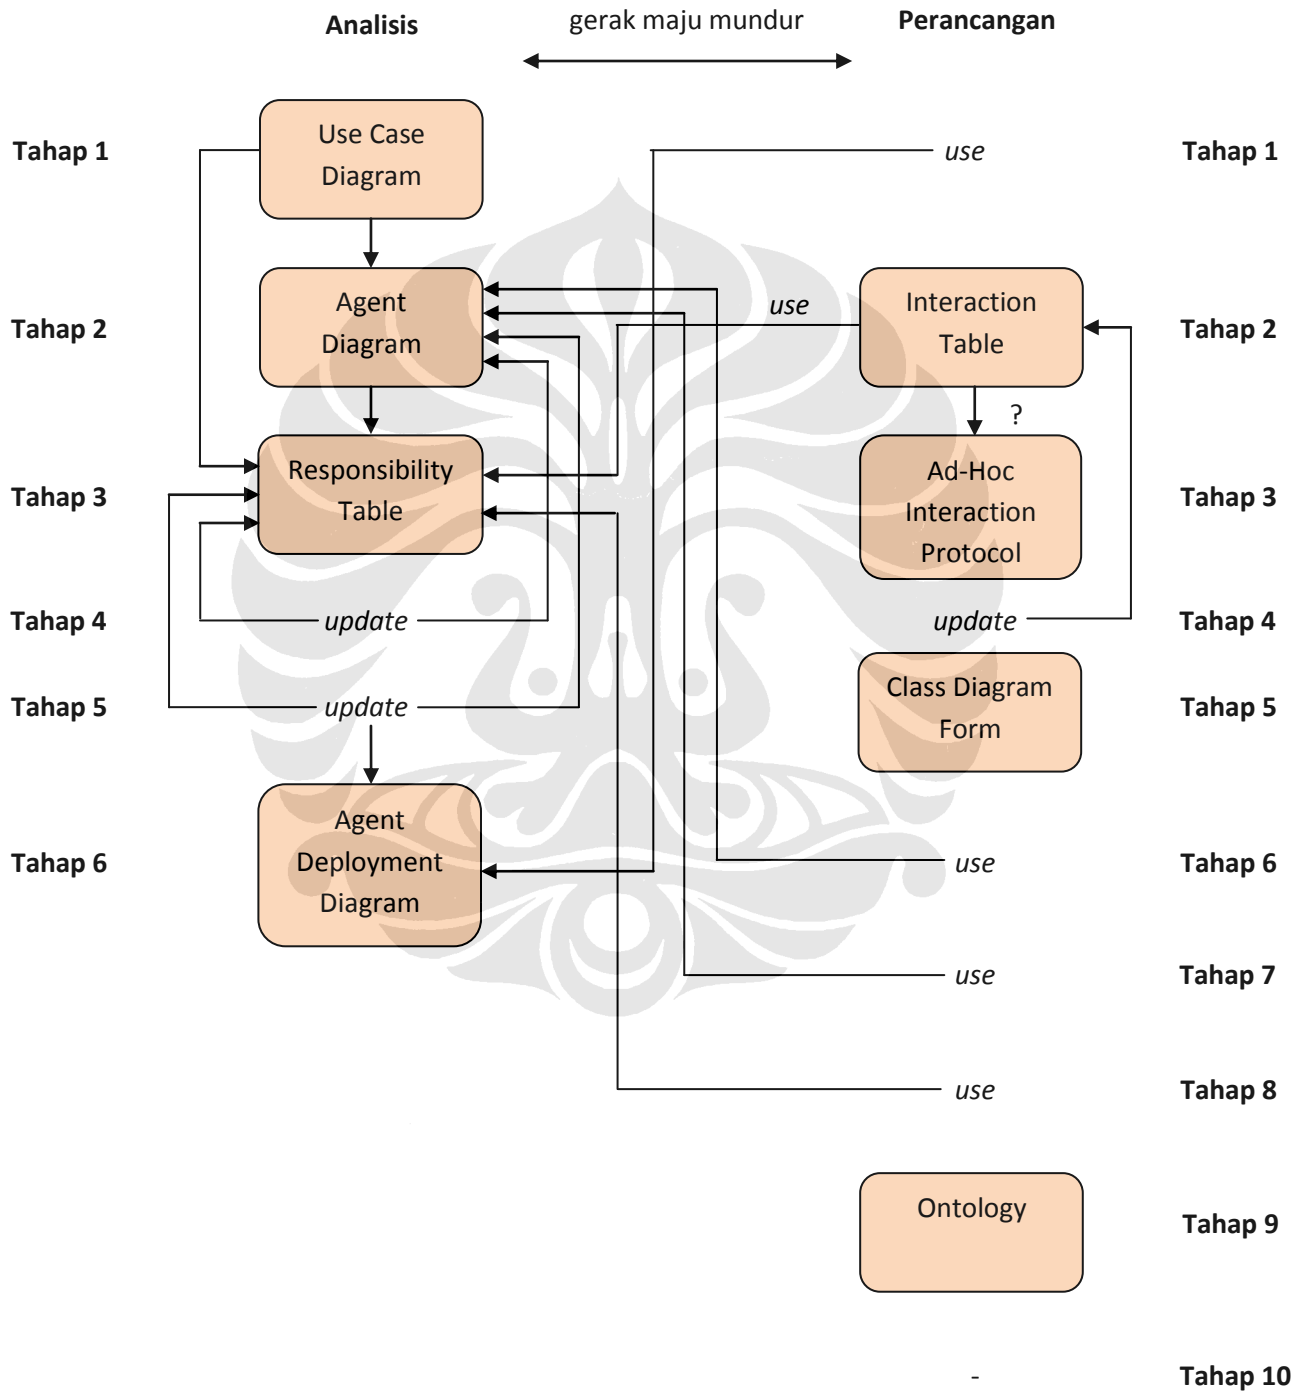 Analisis
gerak maju mundur
Perancangan
Tahap 1
Use Case
Diagram
use
Tahap 1
Tahap 2
Agent
Diagram
use
Interaction
Table
Tahap 2
?
Tahap 3
Responsibility
Table
Ad-Hoc
Interaction
Protocol
Tahap 3
Tahap 4
update
update
Tahap 4
Tahap 5
update
Class Diagram
Form
Tahap 5
Tahap 6
Agent
Deployment
Diagram
use
Tahap 6
use
Tahap 7
use
Tahap 8
Ontology
Tahap 9
-
Tahap 10